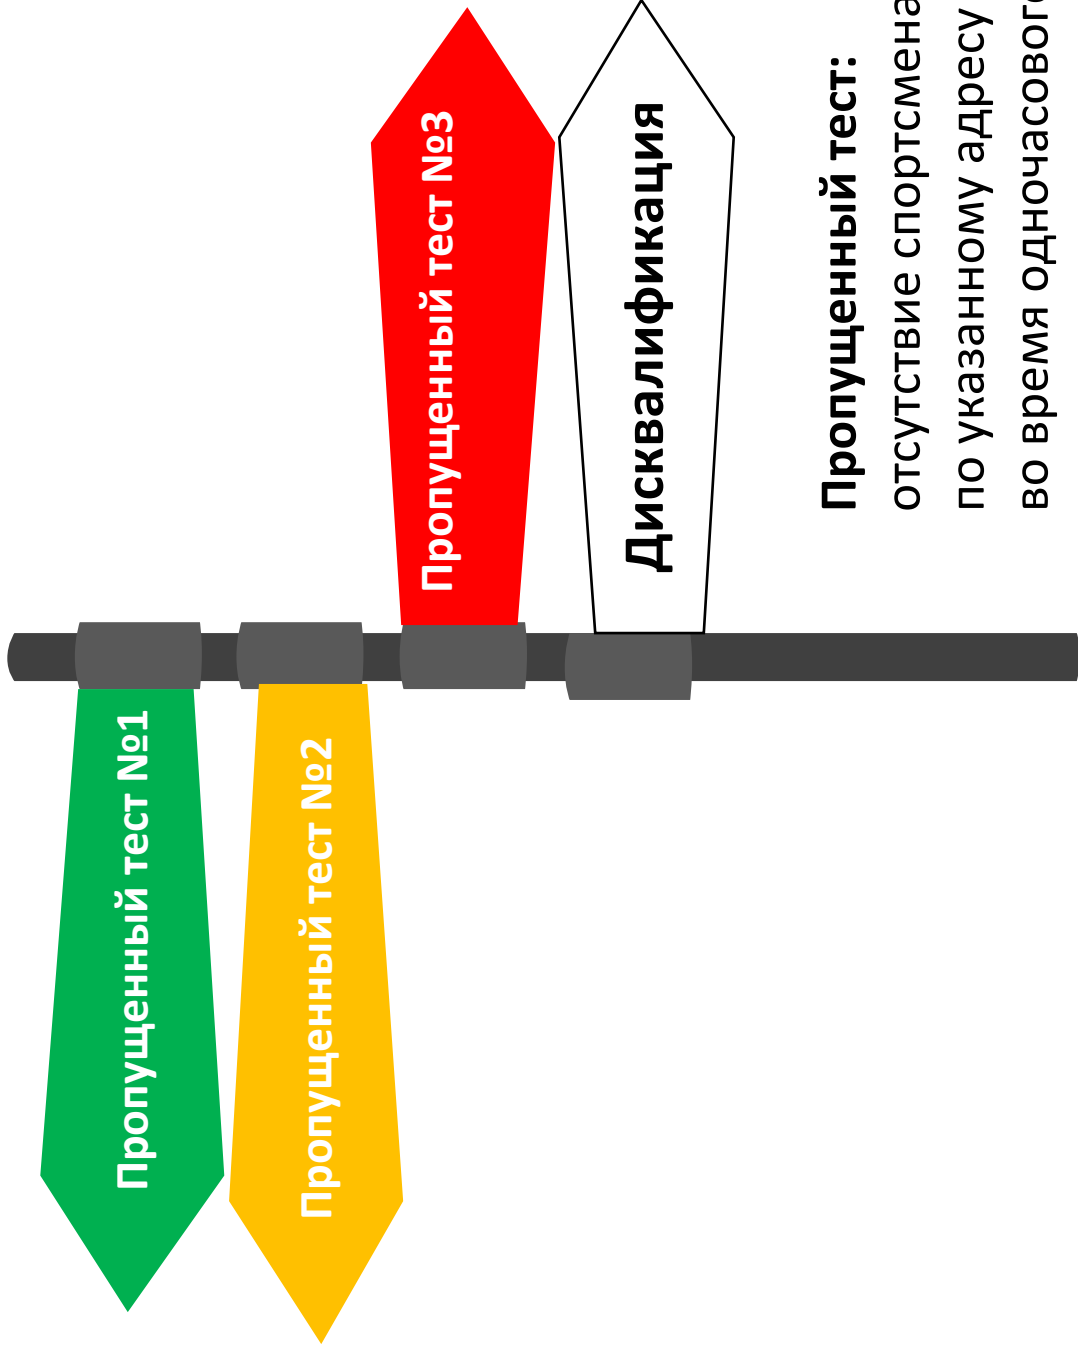 Пропущенный тест №1
Пропущенный тест №2
Пропущенный тест №3
Дисквалификация
Пропущенный тест:
отсутствие спортсмена
по указанному адресу
во время